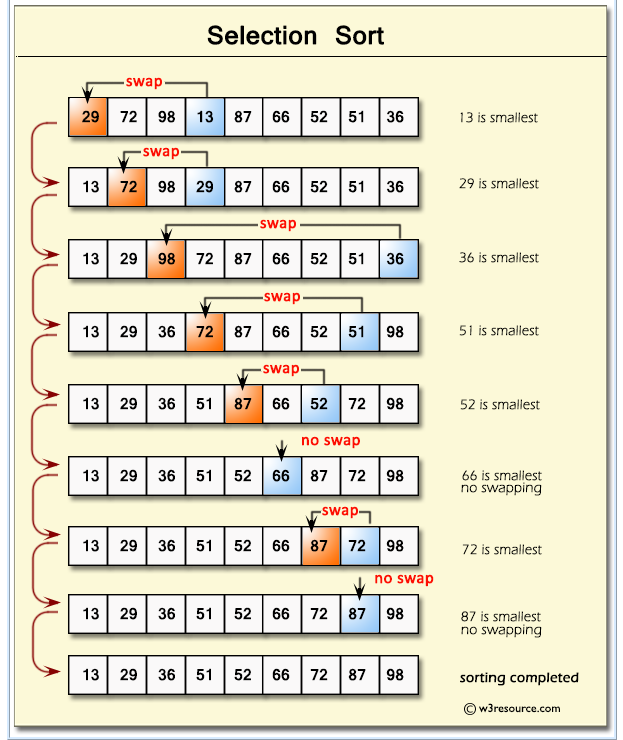 Selection Sort
swap
29 72 98 13 87 66 52 51 36
13 is smallest
swap
13 72 98 29 87 66 52 51 36
29 is smallest
swap
13 29 98 72 87 66 52 51 36
36 is smallest
swap
13 29 36 72 87 66 52 51 98
51 is smallest
swap
13 29 36 51 87 66 52 72 98
52 is smallest
no swap
13 29 36 51 52 66 87 72 98
66 is smallest
no swapping
swap
13 29 36 51 52 66 87 72 98
72 is smallest
no swap
13 29 36 51 52 66 72 87 98
87 is smallest
no swapping
13 29 36 51 52 66 72 87 98
sorting completed
© w3resource.com